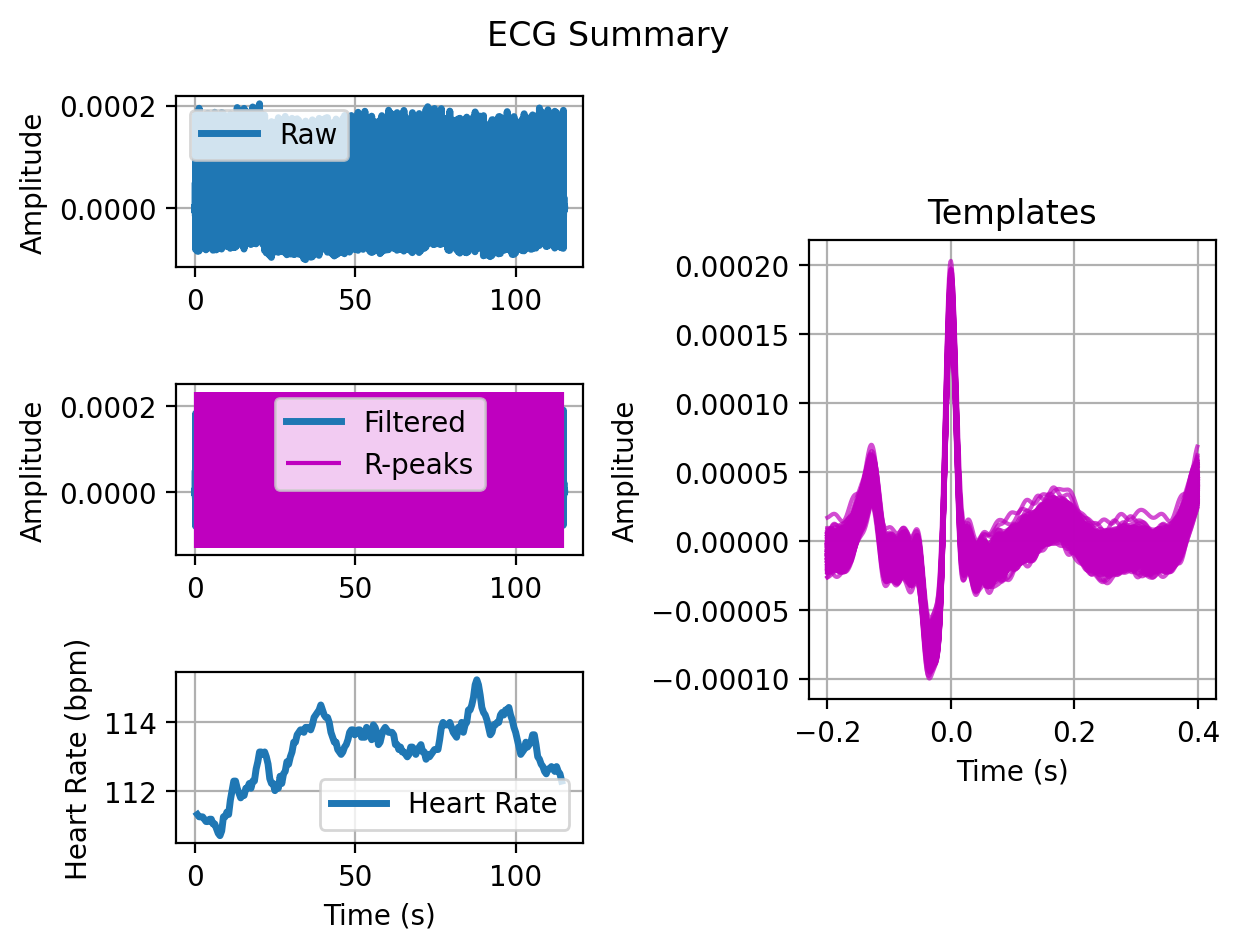 ECG Summary
Amplitude
0.0002
0.0000
Raw
0
50
100
Amplitude
0.0002
0.0000
Filtered
R-peaks
0
50
100
Heart Rate (bpm)
114
112
Heart Rate
0
50
100
Time (s)
Templates
Amplitude
0.00020
0.00015
0.00010
0.00005
0.00000
−0.00005
−0.00010
−0.2
0.0
0.2
0.4
Time (s)